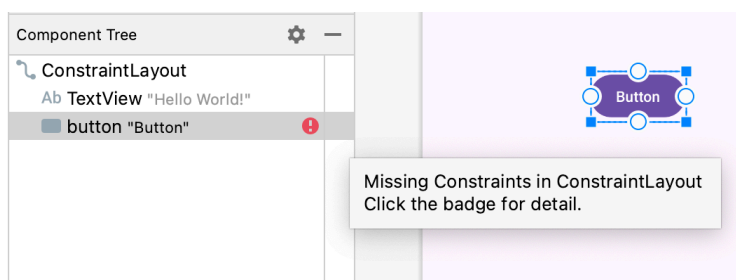 Component Tree
ConstraintLayout
Ab TextView "Hello World!"
button "Button"
Button
Missing Constraints in ConstraintLayout
Click the badge for detail.